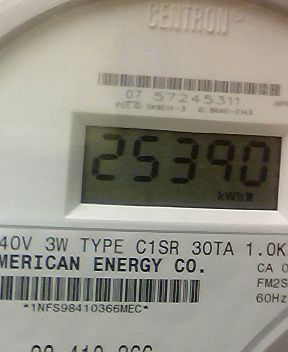 CENTRON
07 57245311
25390
kWh
40V 3W TYPE C1SR 30TA 1.0K
MERICAN ENERGY CO.
CA 0
FM2S
*1NFS98410366MEC*
60Hz